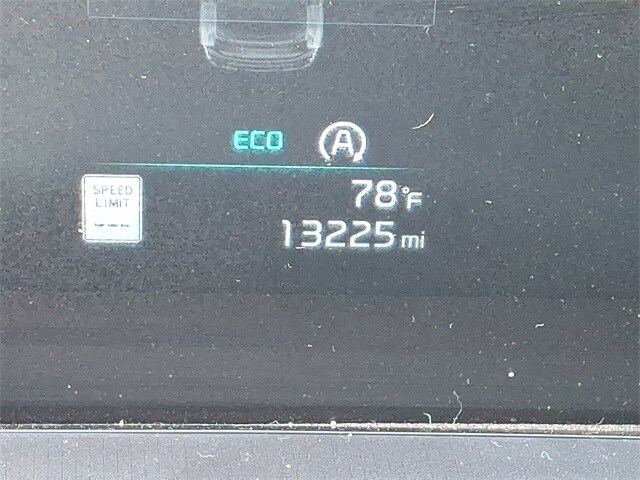 ECO A
SPEED
LIMIT
78°F
13225 mi